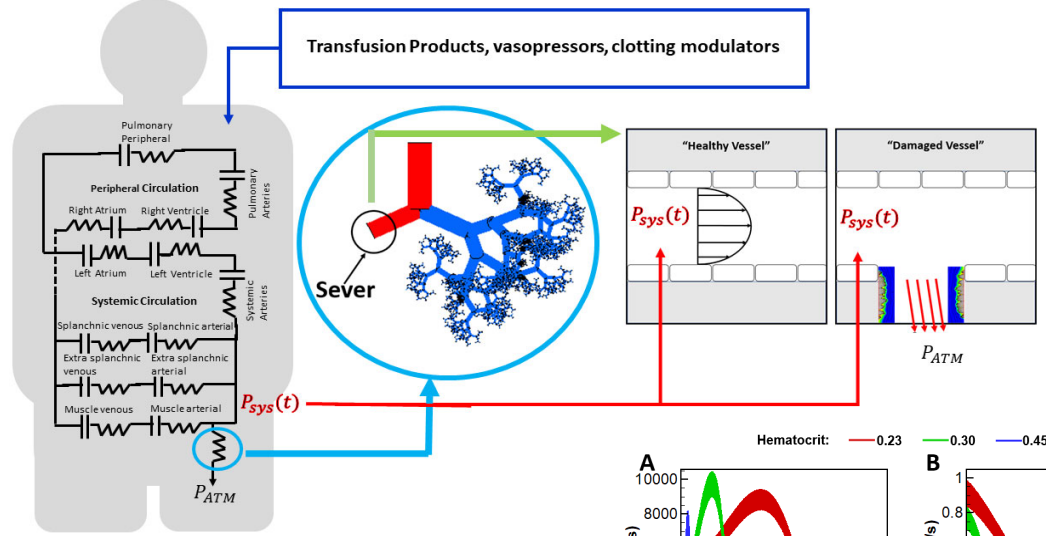 Transfusion Products, vasopressors, clotting modulators
Pulmonary
Peripheral
Peripheral Circulation
Pulmonary
Arteries
Right Atrium
Right Ventricle
Left Atrium
Left Ventricle
Systemic
Arteries
Systemic Circulation
Splanchnic venous
Splanchnic arterial
Extra splanchnic
venous
Extra splanchnic
arterial
Muscle venous
Muscle arterial
P_sys(t)
P_ATM
Sever
"Healthy Vessel"
P_sys(t)
"Damaged Vessel"
P_sys(t)
P_ATM
Hematocrit: 0.23 0.30 0.45
A
10000
8000
/s)
B
1
0.8
/s)